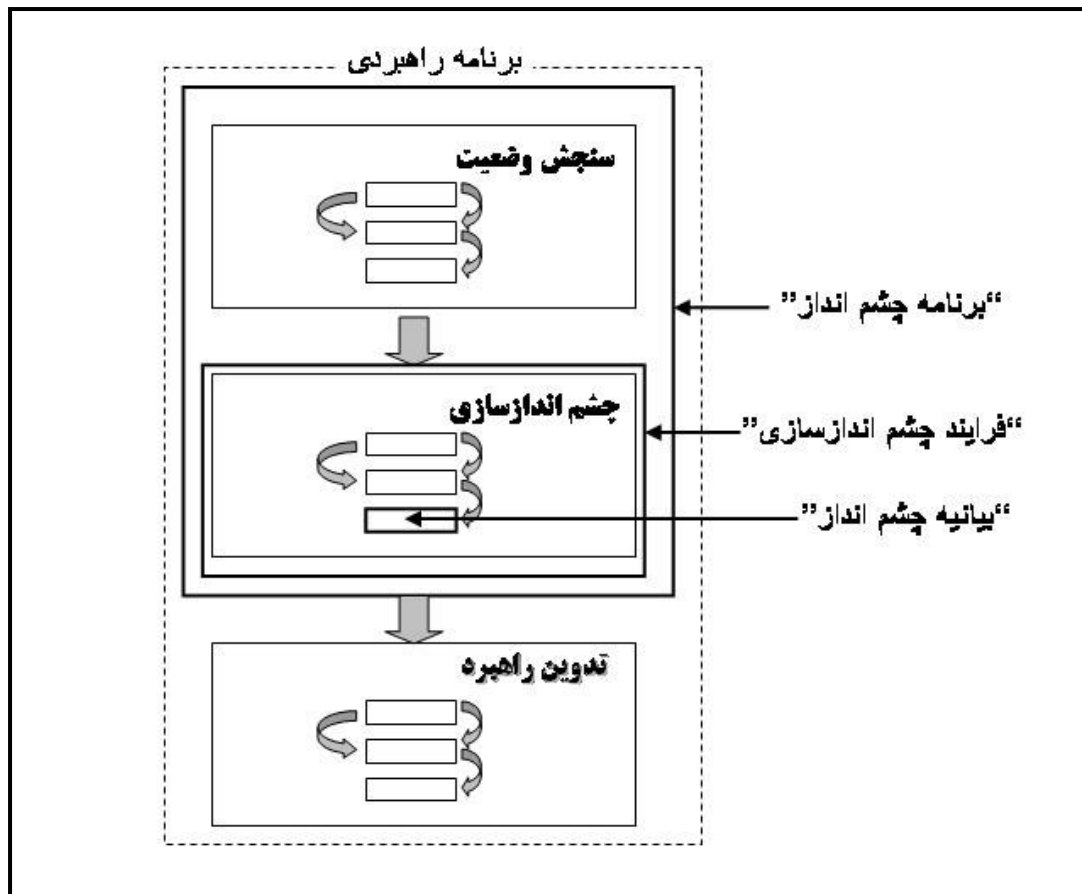 برنامه راهبردی
سنجش وضعیت
“برنامه چشم انداز”
چشم اندازسازی
“فرایند چشم اندازسازی”
“بیانیه چشم انداز”
تدوین راهبرد